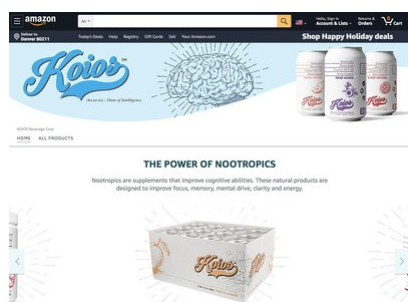 amazon
All
Hello, Sign in
Account & Lists
Returns
& Orders
Cart
Deliver to
Denver 80211
Today's Deals Help Registry Gift Cards Sell Your Amazon.com
Shop Happy Holiday deals
Koios
KOIOS Beverage Corp
HOME ALL PRODUCTS
THE POWER OF NOOTROPICS
Nootropics are supplements that improve cognitive abilities. These natural products are
designed to improve focus, memory, mental drive, clarity and energy.
Koios